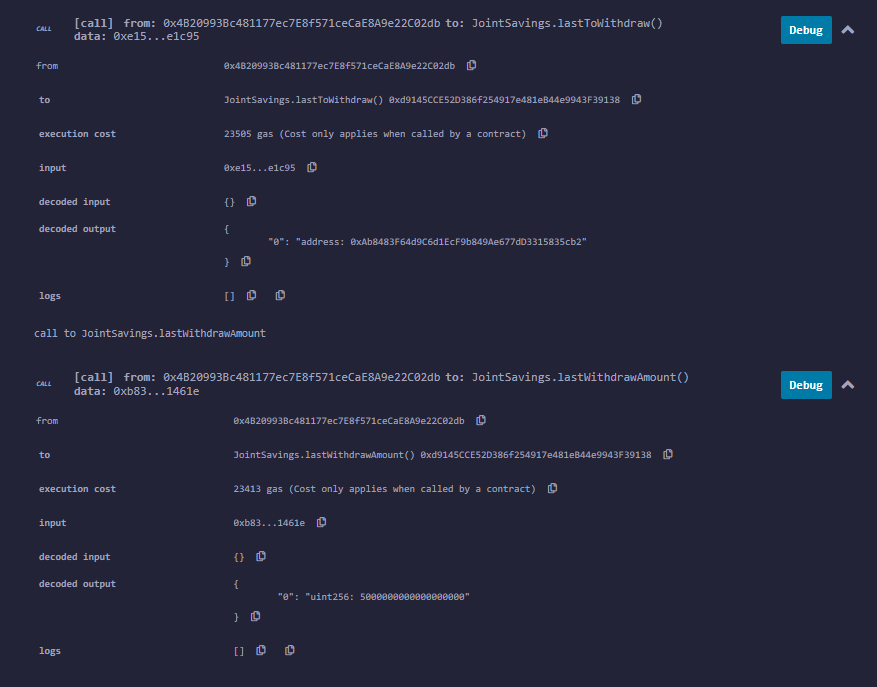 CALL [call] from: 0x4B20993Bc481177ec7E8f571ceCaE8A9e22C02db to: JointSavings.lastToWithdraw() Debug
data: 0xe15...e1c95
from 0x4B20993Bc481177ec7E8f571ceCaE8A9e22C02db
to JointSavings.lastToWithdraw() 0xd9145CCE52D386f254917e481eB44e9943F39138
execution cost 23505 gas (Cost only applies when called by a contract)
input 0xe15...e1c95
decoded input {}
decoded output {
"0": "address: 0xAb8483F64d9C6d1EcF9b849Ae677dD3315835cb2"
}
logs []
call to JointSavings.lastWithdrawAmount
CALL [call] from: 0x4B20993Bc481177ec7E8f571ceCaE8A9e22C02db to: JointSavings.lastWithdrawAmount() Debug
data: 0xb83...1461e
from 0x4B20993Bc481177ec7E8f571ceCaE8A9e22C02db
to JointSavings.lastWithdrawAmount() 0xd9145CCE52D386f254917e481eB44e9943F39138
execution cost 23413 gas (Cost only applies when called by a contract)
input 0xb83...1461e
decoded input {}
decoded output {
"0": "uint256: 5000000000000000000"
}
logs []